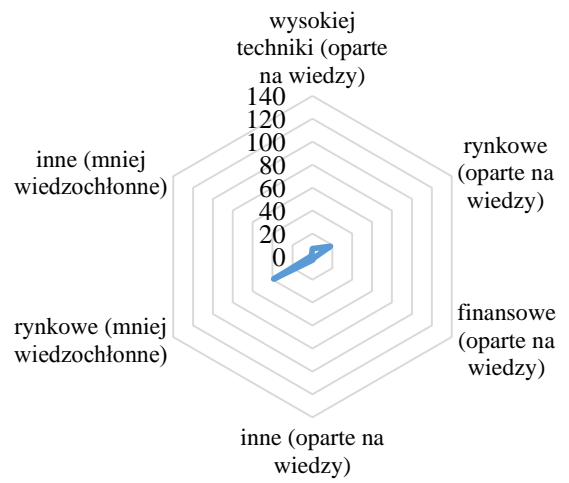 wysokiej
techniki (oparte
na wiedzy)
140
120
100
80
60
40
20
0
rynkowe
(oparte na
wiedzy)
finansowe
(oparte na
wiedzy)
inne (oparte na
wiedzy)
rynkowe (mniej
wiedzochłonne)
inne (mniej
wiedzochłonne)